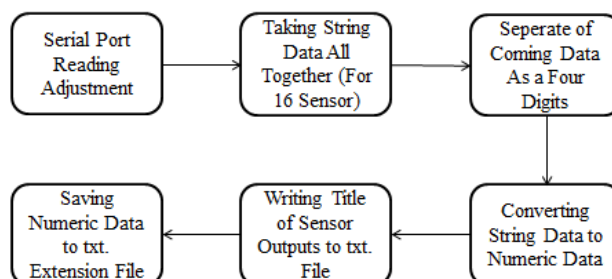 Serial Port
Reading
Adjustment
Taking String
Data All
Together (For
16 Sensor)
Seperate of
Coming Data
As a Four
Digits
Converting
String Data to
Numeric Data
Writing Title
of Sensor
Outputs to txt.
File
Saving
Numeric Data
to txt.
Extension File